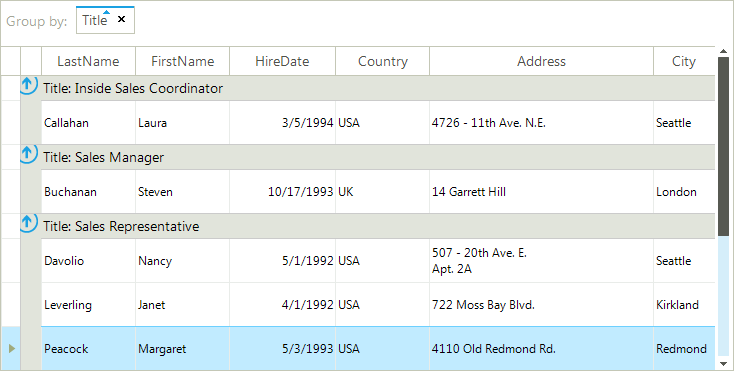 Group by: Title ×
LastName FirstName HireDate Country Address City
Title: Inside Sales Coordinator
Callahan Laura 3/5/1994 USA 4726 - 11th Ave. N.E. Seattle
Title: Sales Manager
Buchanan Steven 10/17/1993 UK 14 Garrett Hill London
Title: Sales Representative
Davolio Nancy 5/1/1992 USA 507 - 20th Ave. E. Seattle
Apt. 2A
Leverling Janet 4/1/1992 USA 722 Moss Bay Blvd. Kirkland
Peacock Margaret 5/3/1993 USA 4110 Old Redmond Rd. Redmond